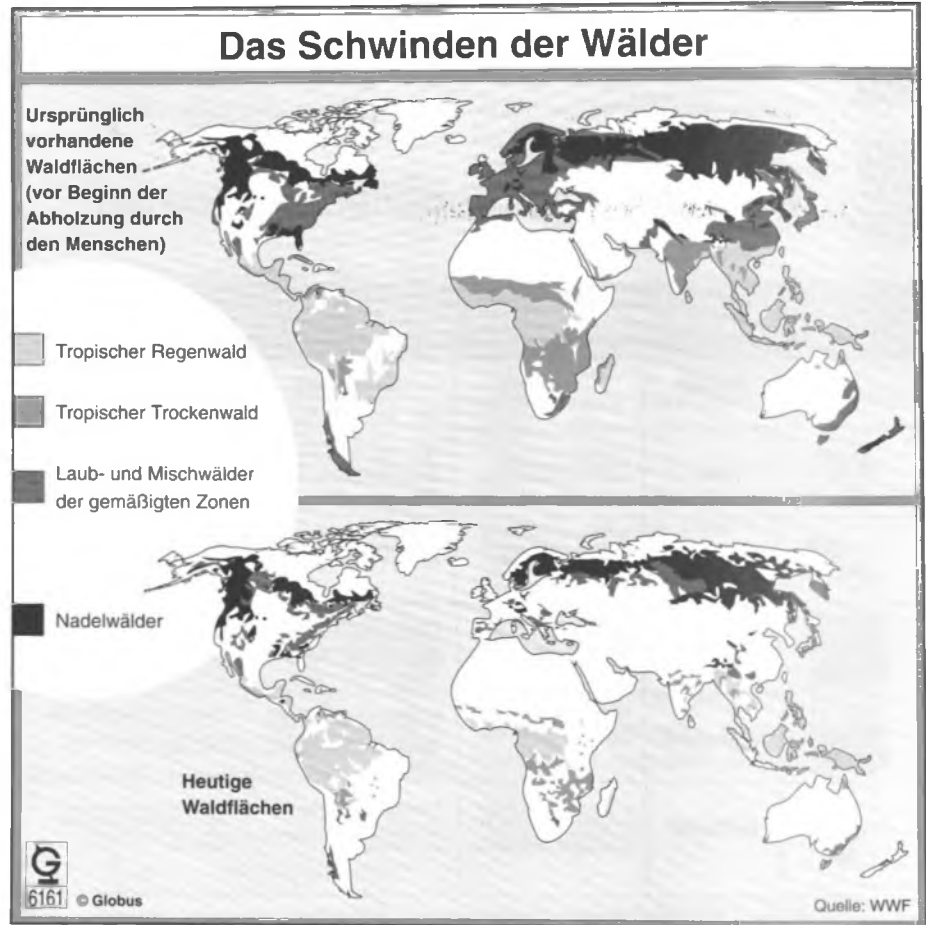 Das Schwinden der Wälder
Ursprünglich
vorhandene
Waldflächen
(vor Beginn der
Abholzung durch
den Menschen)
Tropischer Regenwald
Tropischer Trockenwald
Laub- und Mischwälder
der gemäßigten Zonen
Nadelwälder
Heutige
Waldflächen
G
6161 © Globus
Quelle: WWF